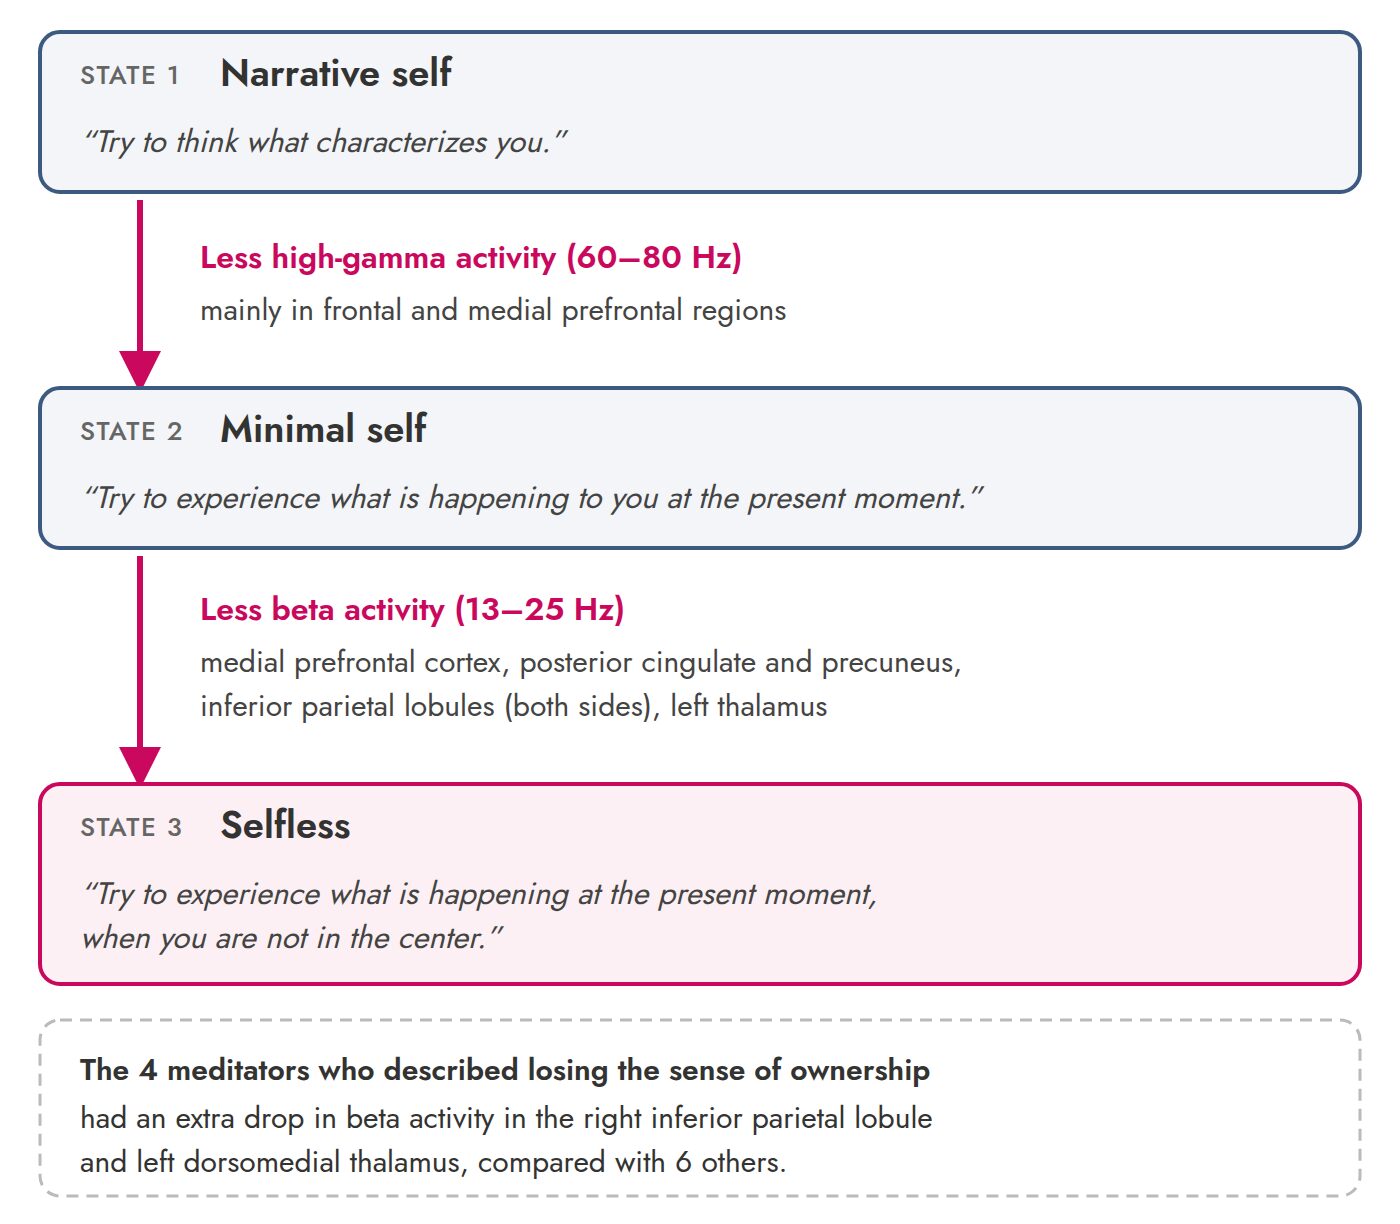 STATE 1 Narrative self
“Try to think what characterizes you.”
Less high-gamma activity (60–80 Hz)
mainly in frontal and medial prefrontal regions
STATE 2 Minimal self
“Try to experience what is happening to you at the present moment.”
Less beta activity (13–25 Hz)
medial prefrontal cortex, posterior cingulate and precuneus,
inferior parietal lobules (both sides), left thalamus
STATE 3 Selfless
“Try to experience what is happening at the present moment,
when you are not in the center.”
The 4 meditators who described losing the sense of ownership
had an extra drop in beta activity in the right inferior parietal lobule
and left dorsomedial thalamus, compared with 6 others.